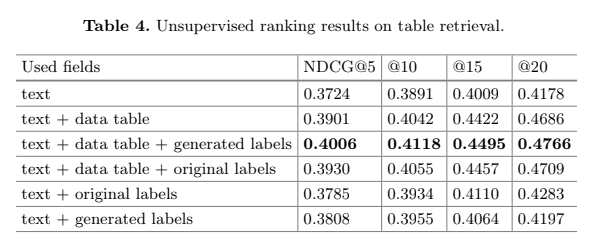 Table 4. Unsupervised ranking results on table retrieval.
Used fields NDCG@5 @10 @15 @20
text 0.3724 0.3891 0.4009 0.4178
text + data table 0.3901 0.4042 0.4422 0.4686
text + data table + generated labels 0.4006 0.4118 0.4495 0.4766
text + data table + original labels 0.3930 0.4055 0.4457 0.4709
text + original labels 0.3785 0.3934 0.4110 0.4283
text + generated labels 0.3808 0.3955 0.4064 0.4197